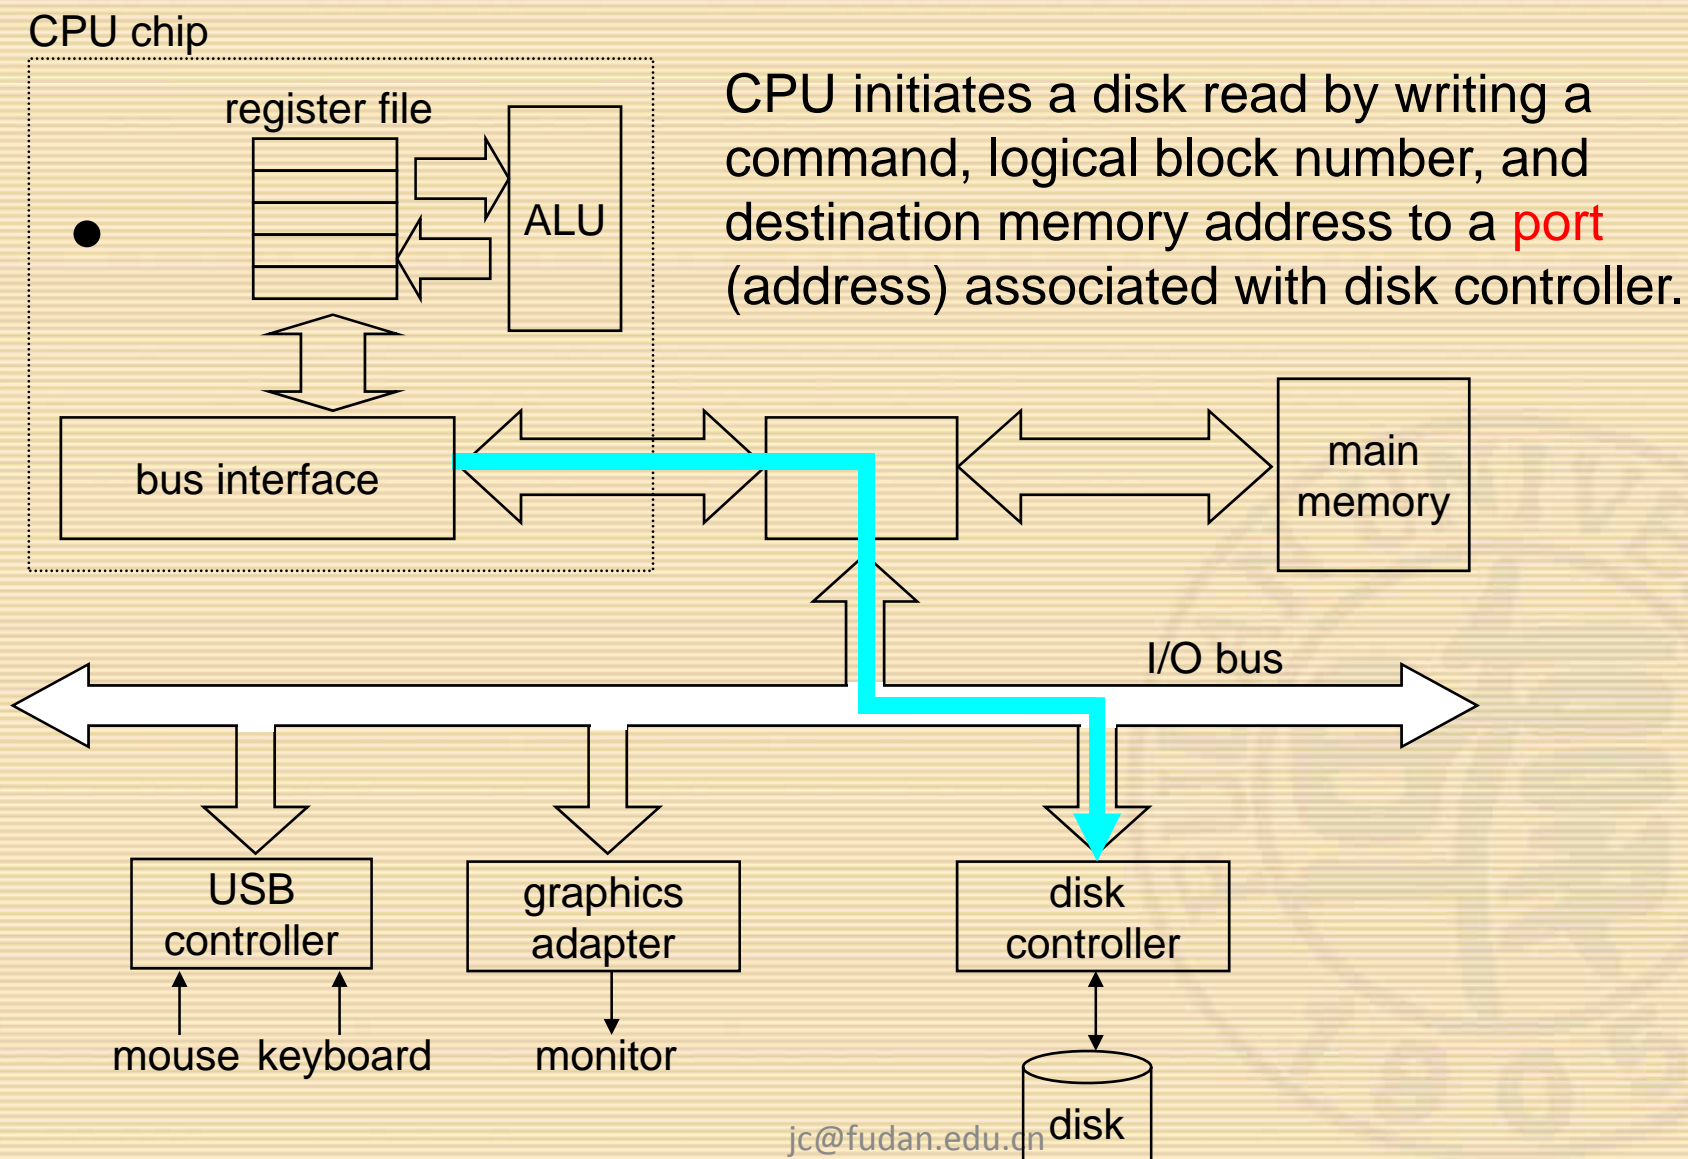 CPU chip
CPU initiates a disk read by writing a
command, logical block number, and
destination memory address to a port
(address) associated with disk controller.
register file
ALU
bus interface
main
memory
I/O bus
USB
controller
graphics
adapter
disk
controller
mouse keyboard
monitor
disk
jc@fudan.edu.cn